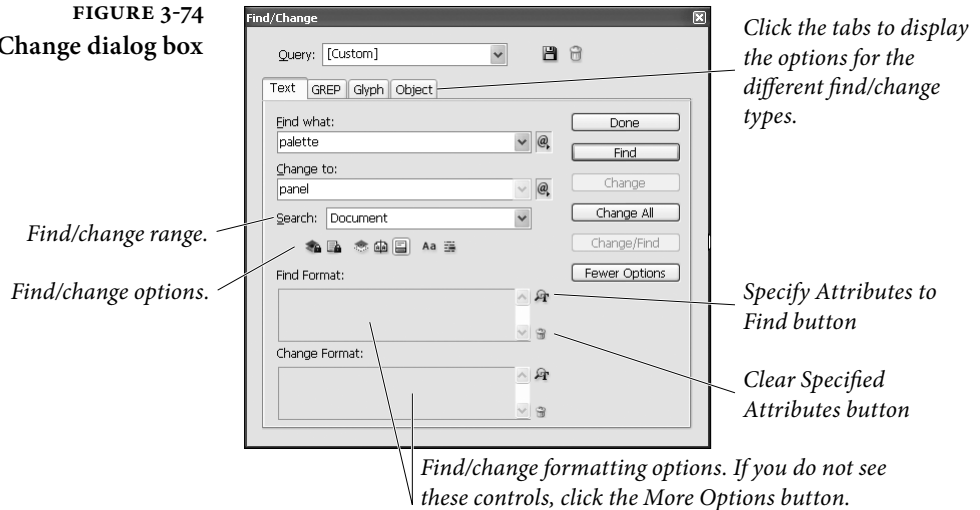 FIGURE 3-74
Change dialog box
Find/Change
Query: [Custom]
Text GREP Glyph Object
Find what:
palette
Change to:
panel
Search: Document
Aa
Find Format:
Change Format:
Done
Find
Change
Change All
Change/Find
Fewer Options
Click the tabs to display
the options for the
different find/change
types.
Find/change range.
Find/change options.
Specify Attributes to
Find button
Clear Specified
Attributes button
Find/change formatting options. If you do not see
these controls, click the More Options button.